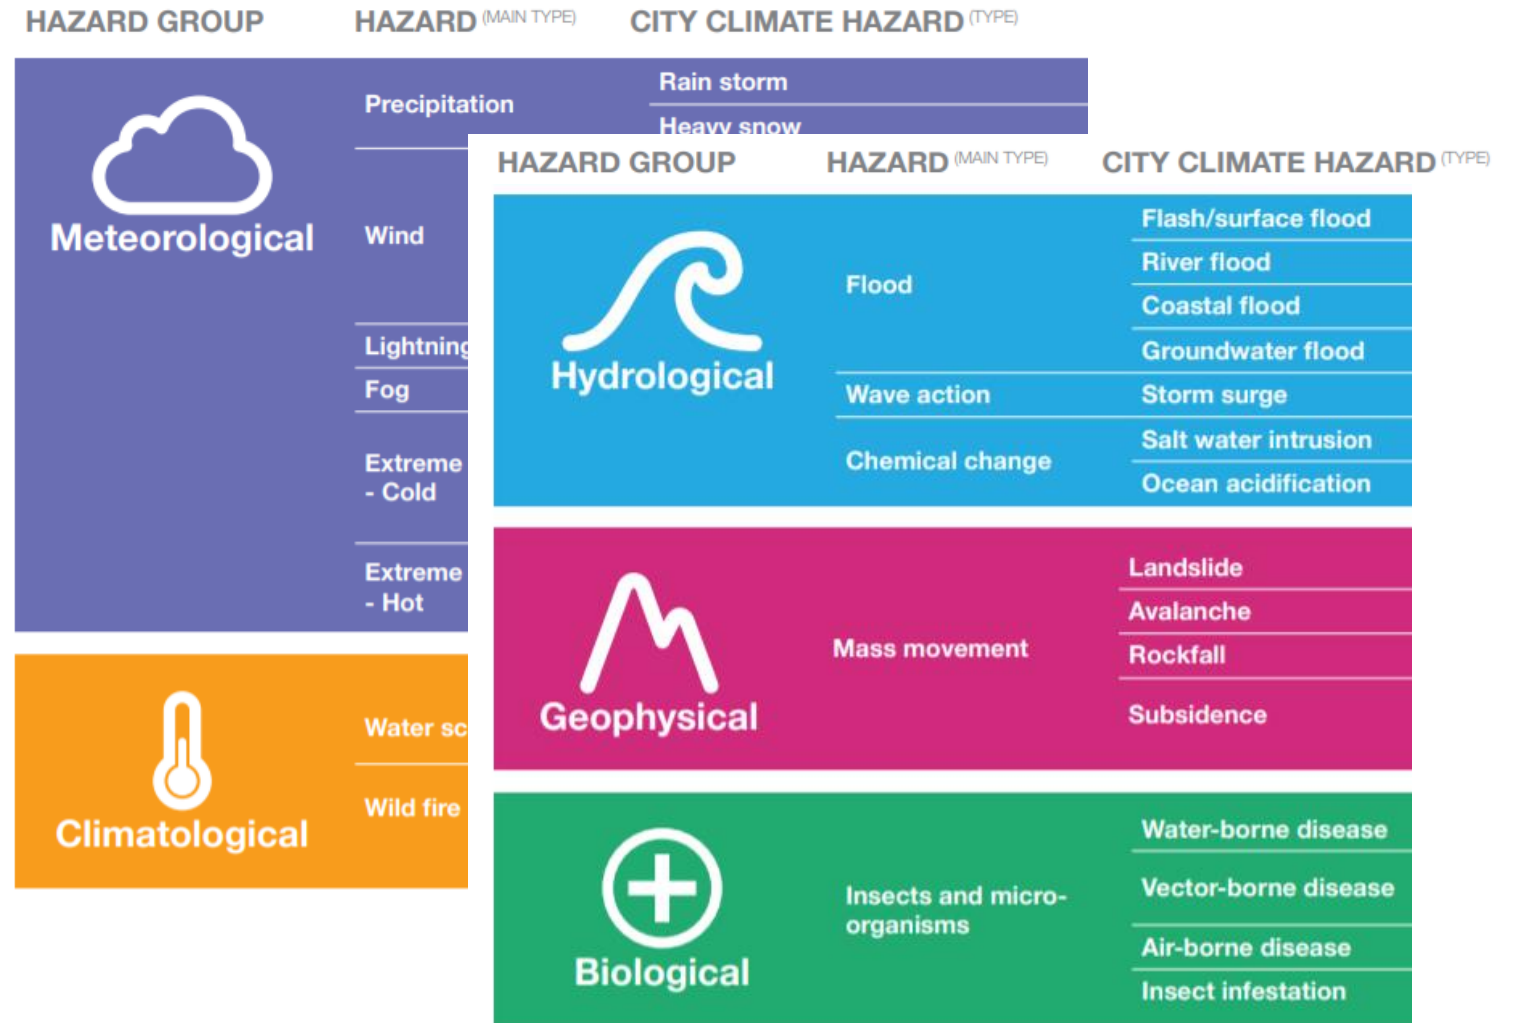 HAZARD GROUP HAZARD (MAIN TYPE) CITY CLIMATE HAZARD (TYPE)
Meteorological
Precipitation
Rain storm
Heavy snow
Wind
Lightning
Fog
Extreme
- Cold
Extreme
- Hot
Climatological
Water sc
Wild fire
HAZARD GROUP HAZARD (MAIN TYPE) CITY CLIMATE HAZARD (TYPE)
Hydrological
Flood
Flash/surface flood
River flood
Coastal flood
Groundwater flood
Wave action
Storm surge
Chemical change
Salt water intrusion
Ocean acidification
Geophysical
Mass movement
Landslide
Avalanche
Rockfall
Subsidence
Biological
Insects and micro-
organisms
Water-borne disease
Vector-borne disease
Air-borne disease
Insect infestation